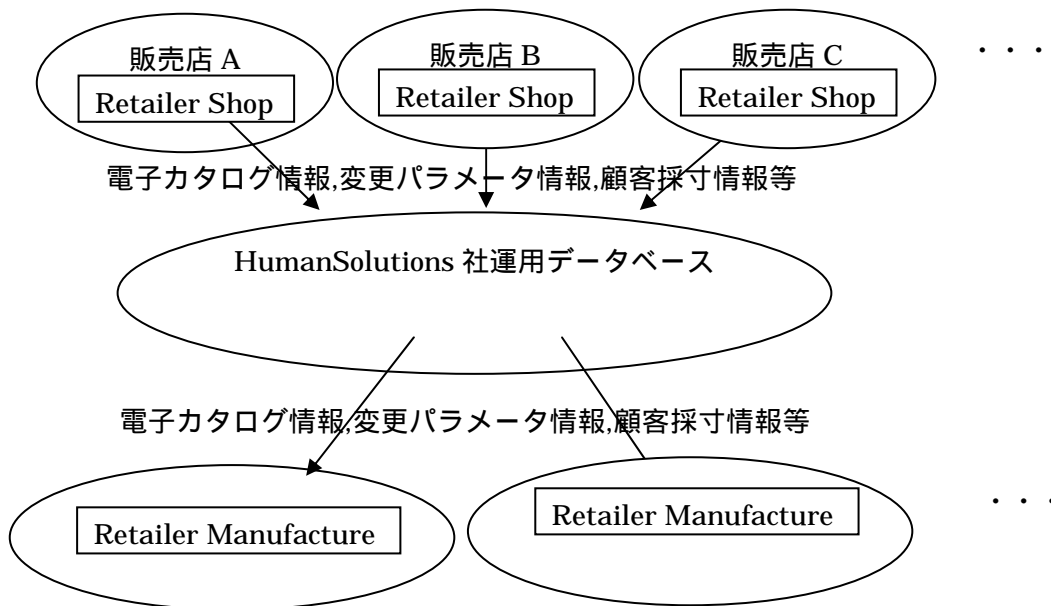 販売店 A
Retailer Shop
販売店 B
Retailer Shop
販売店 C
Retailer Shop
・・・
電子カタログ情報,変更パラメータ情報,顧客採寸情報等
HumanSolutions 社運用データベース
電子カタログ情報,変更パラメータ情報,顧客採寸情報等
Retailer Manufacture
Retailer Manufacture
・・・